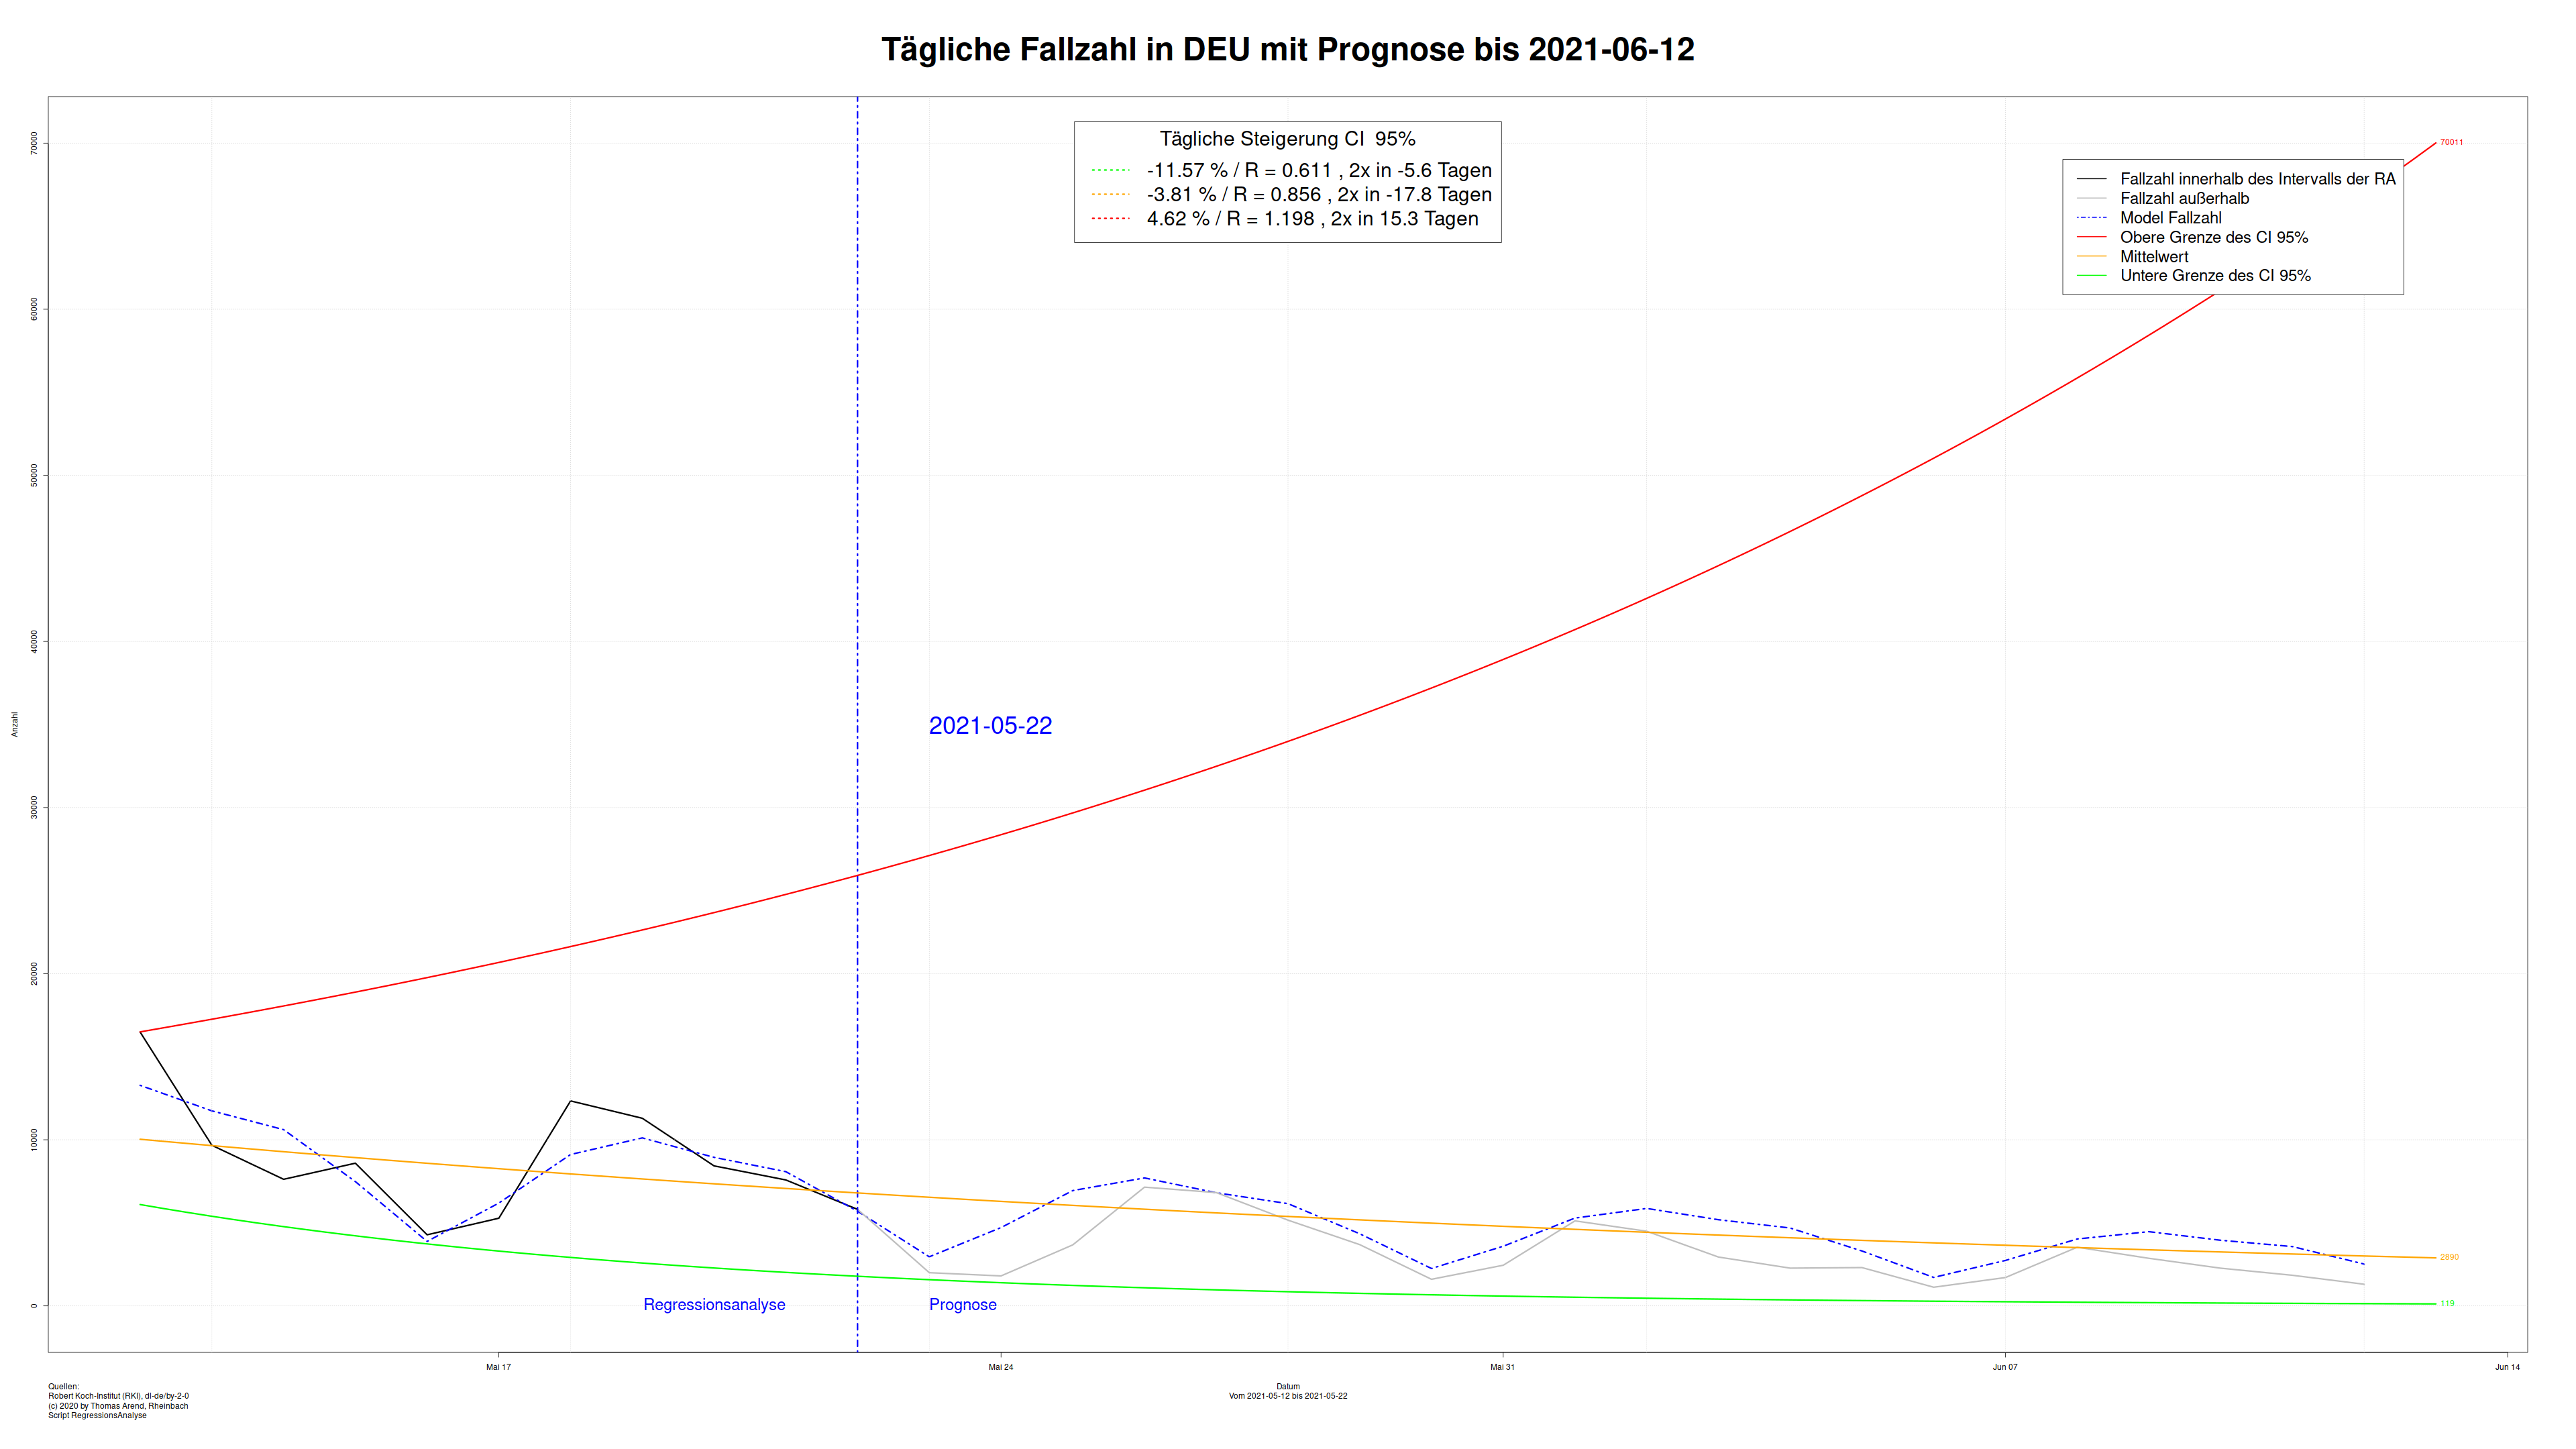 Tägliche Fallzahl in DEU mit Prognose bis 2021-06-12
Tägliche Steigerung CI 95%
-11.57 % / R = 0.611 , 2x in -5.6 Tagen
-3.81 % / R = 0.856 , 2x in -17.8 Tagen
4.62 % / R = 1.198 , 2x in 15.3 Tagen
70011
Fallzahl innerhalb des Intervalls der RA
Fallzahl außerhalb
Model Fallzahl
Obere Grenze des CI 95%
Mittelwert
Untere Grenze des CI 95%
70000
60000
50000
40000
30000
20000
10000
0
Anzahl
2021-05-22
2890
119
Regressionsanalyse
Prognose
Mai 17
Mai 24
Mai 31
Jun 07
Jun 14
Datum
Vom 2021-05-12 bis 2021-05-22
Quellen:
Robert Koch-Institut (RKI), dl-de/by-2-0
(c) 2020 by Thomas Arend, Rheinbach
Script RegressionsAnalyse